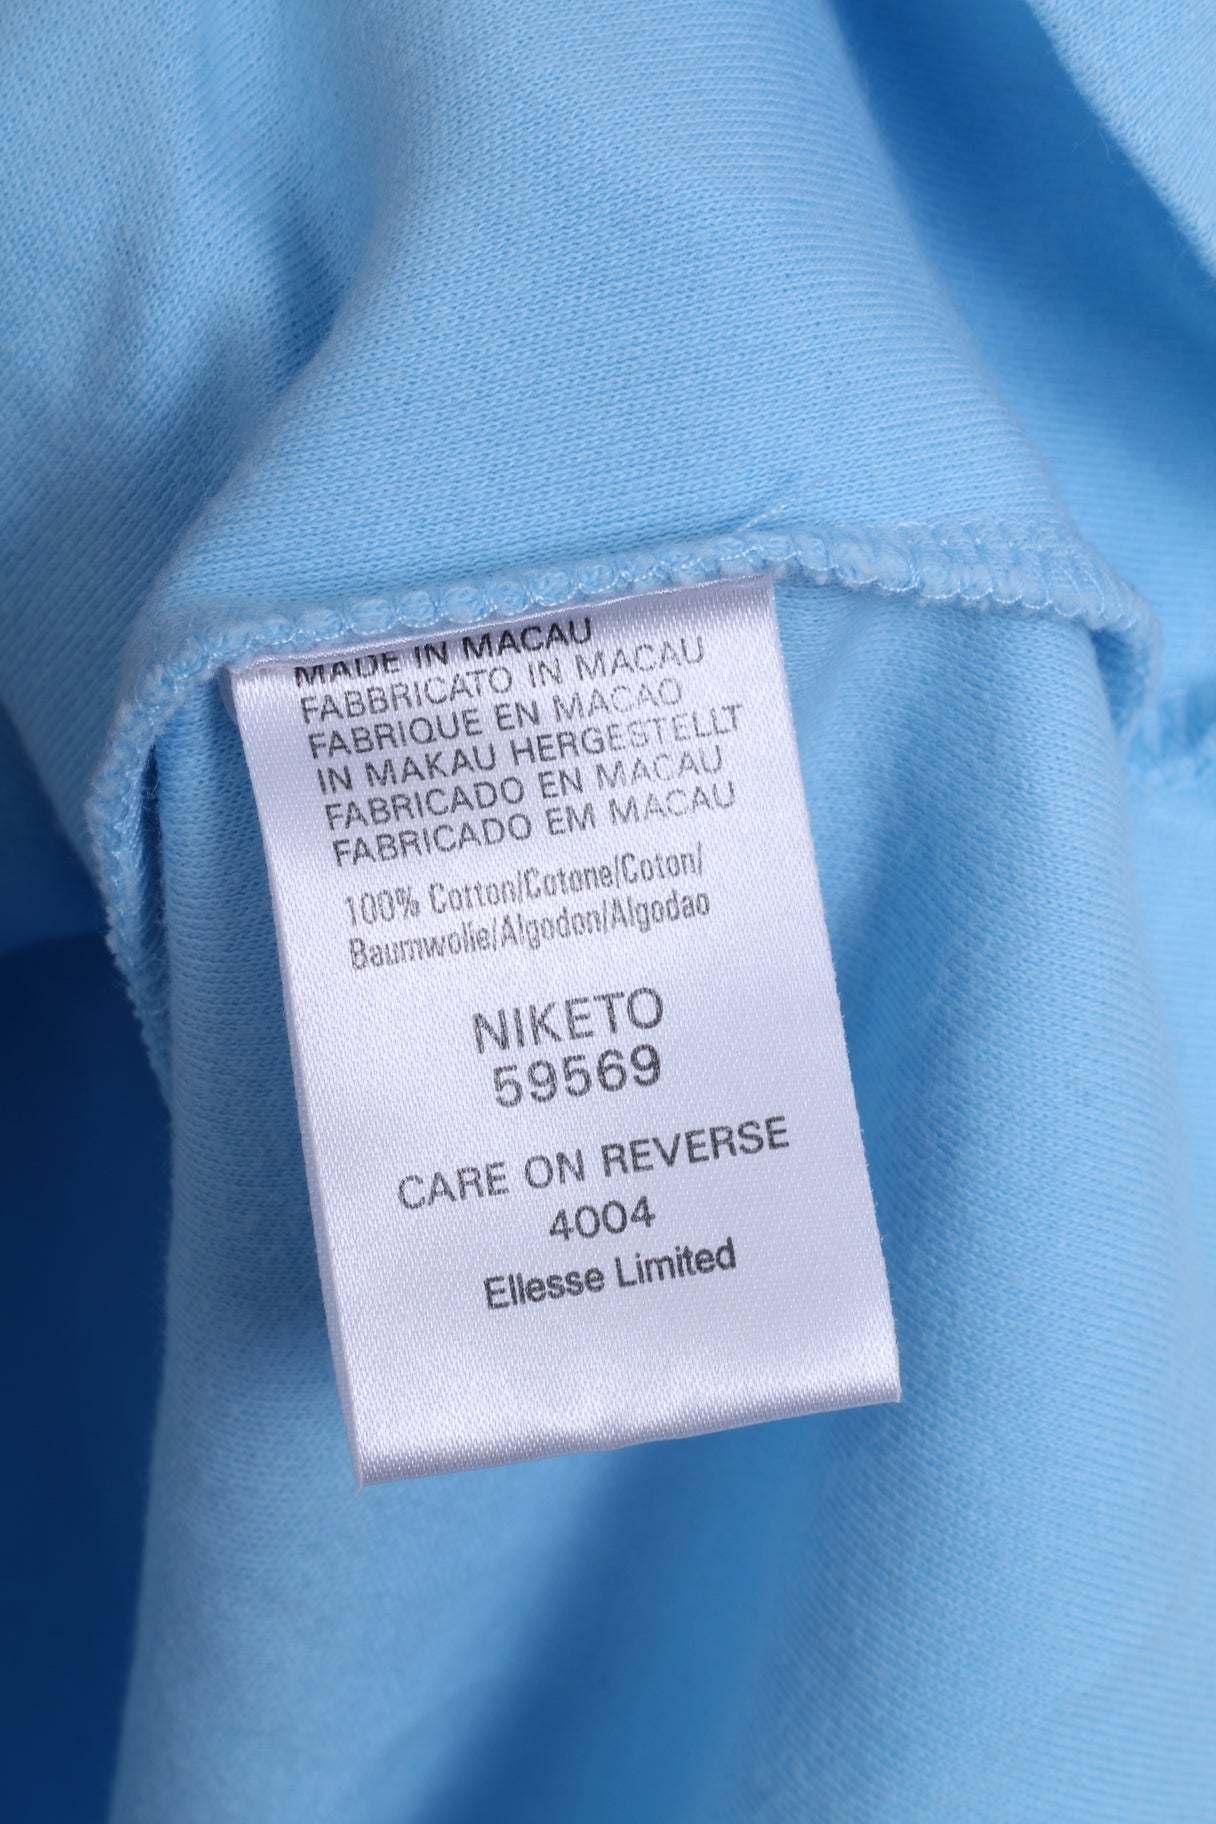 MADE IN MACAU
FABBRICATO IN MACAU
FABRIQUE EN MACAO
IN MAKAU HERGESTELLT
FABRICADO EN MACAU
FABRICADO EM MACAU
100% Cotton/Cotone/Coton/
Baumwolle/Algodon/Algodao
NIKETO
59569
CARE ON REVERSE
4004
Ellesse Limited